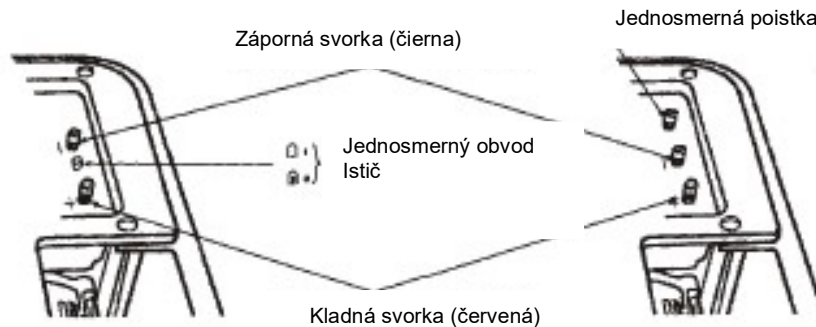 Jednosmerná poistka
Záporná svorka (čierna)
Jednosmerný obvod
Istič
Kladná svorka (červená)